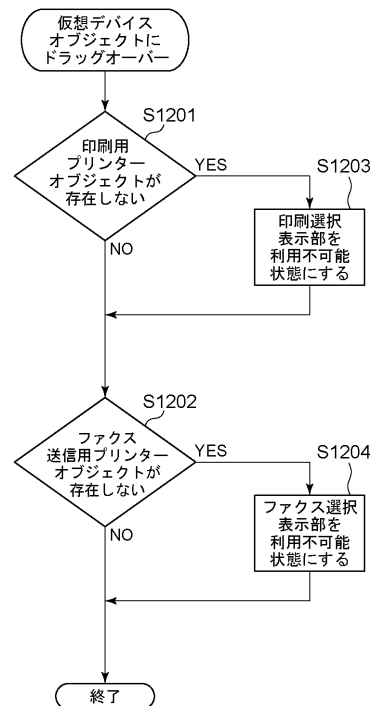 仮想デバイス
オブジェクトに
ドラッグオーバー
S1201
印刷用
プリンター
オブジェクトが
存在しない
YES
S1203
印刷選択
表示部を
利用不可能
状態にする
NO
S1202
ファクス
送信用プリンター
オブジェクトが
存在しない
YES
S1204
ファクス選択
表示部を
利用不可能
状態にする
NO
終了